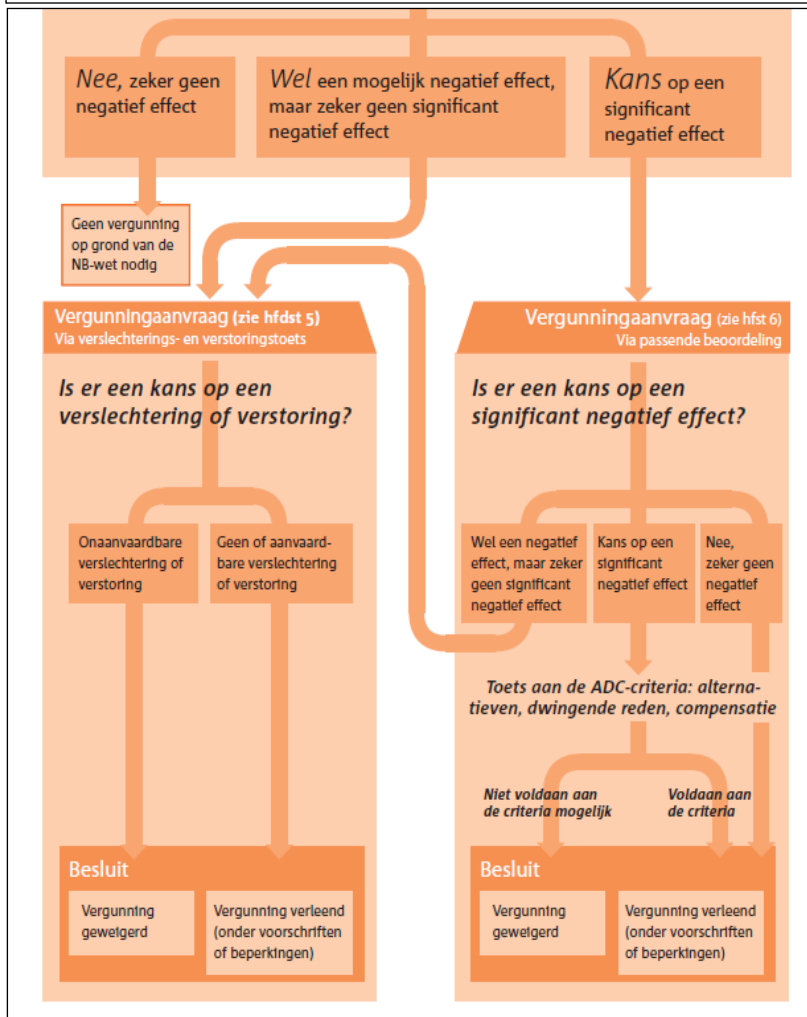 Nee, zeker geen
negatief effect
Wel een mogelijk negatief effect,
maar zeker geen significant
negatief effect
Kans op een
significant
negatief effect
Geen vergunning
op grond van de
NB-wet nodig
Vergunningaanvraag (zie hfdst 5)
Via verslechterings- en verstoringstoets
Is er een kans op een
verslechtering of verstoring?
Onaanvaardbare
verslechtering of
verstoring
Geen of aanvaard-
bare verslechtering
of verstoring
Besluit
Vergunning
geweigerd
Vergunning verleend
(onder voorschriften
of beperkingen)
Vergunningaanvraag (zie hfst 6)
Via passende beoordeling
Is er een kans op een
significant negatief effect?
Wel een negatief
effect, maar zeker
geen significant
negatief effect
Kans op een
significant
negatief effect
Nee,
zeker geen
negatief
effect
Toets aan de ADC-criteria: alterna-
tieven, dwingende reden, compensatie
Niet voldaan aan
de criteria mogelijk
Voldaan aan
de criteria
Besluit
Vergunning
geweigerd
Vergunning verleend
(onder voorschriften
of beperkingen)